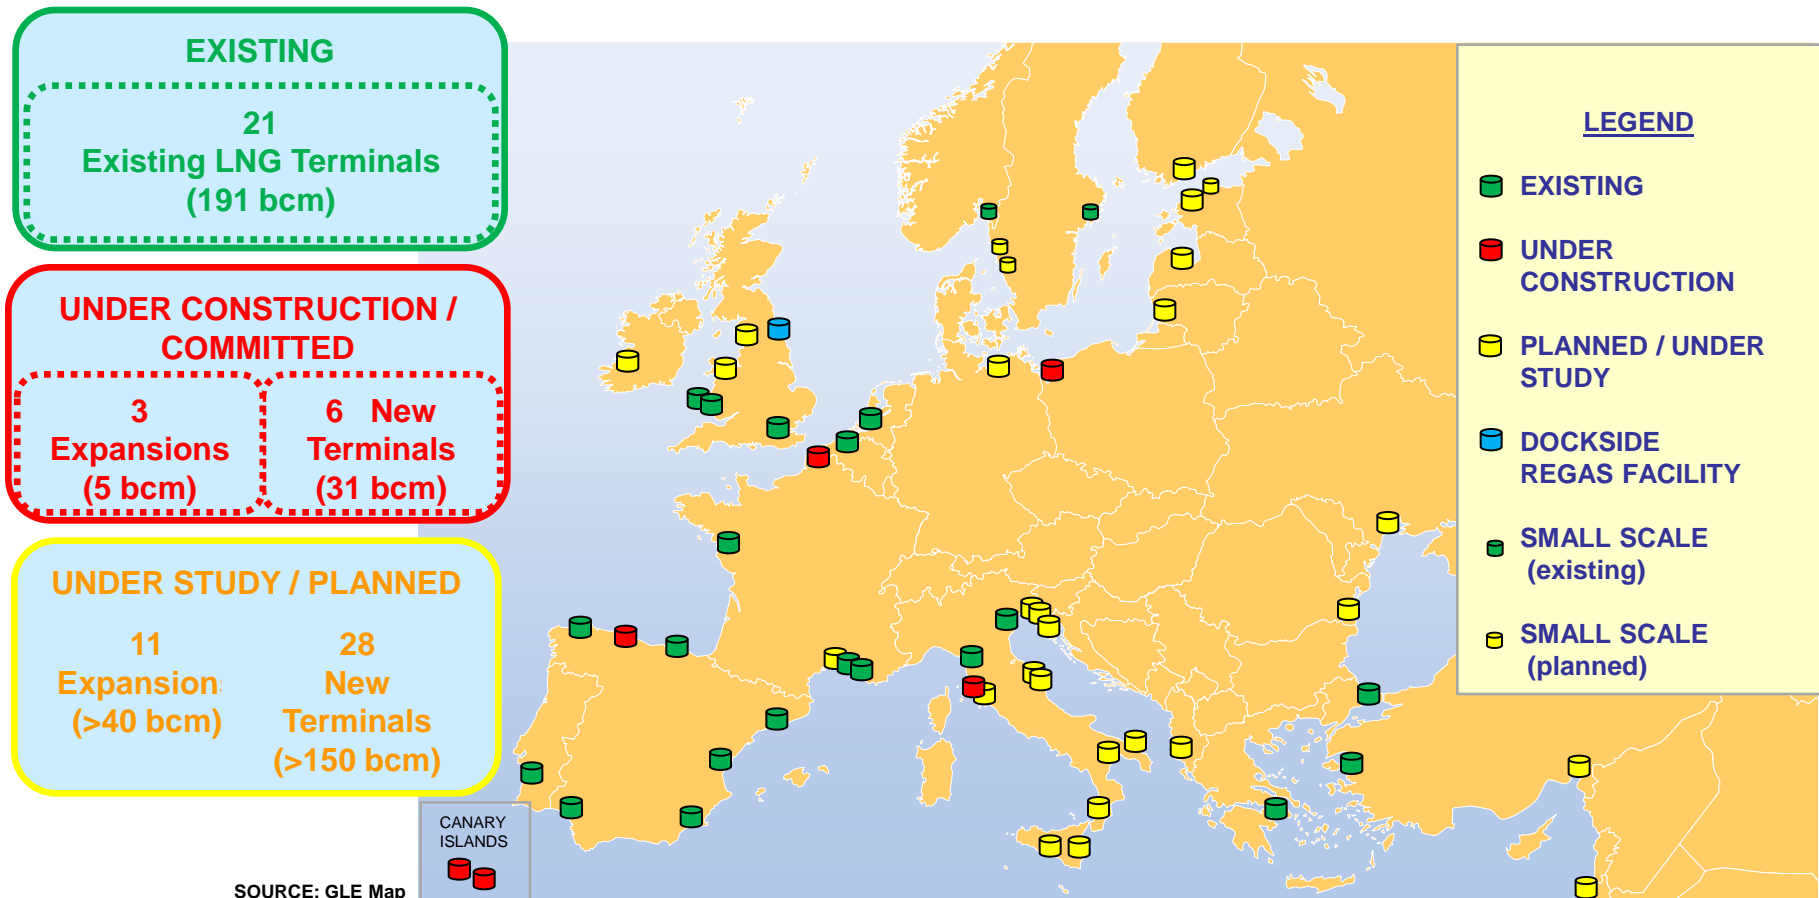 EXISTING
21
Existing LNG Terminals
(191 bcm)
UNDER CONSTRUCTION /
COMMITTED
3
Expansions
(5 bcm)
6 New
Terminals
(31 bcm)
UNDER STUDY / PLANNED
11
Expansion
(>40 bcm)
28
New
Terminals
(>150 bcm)
CANARY
ISLANDS
SOURCE: GLE Map
LEGEND
EXISTING
UNDER
CONSTRUCTION
PLANNED / UNDER
STUDY
DOCKSIDE
REGAS FACILITY
SMALL SCALE
(existing)
SMALL SCALE
(planned)